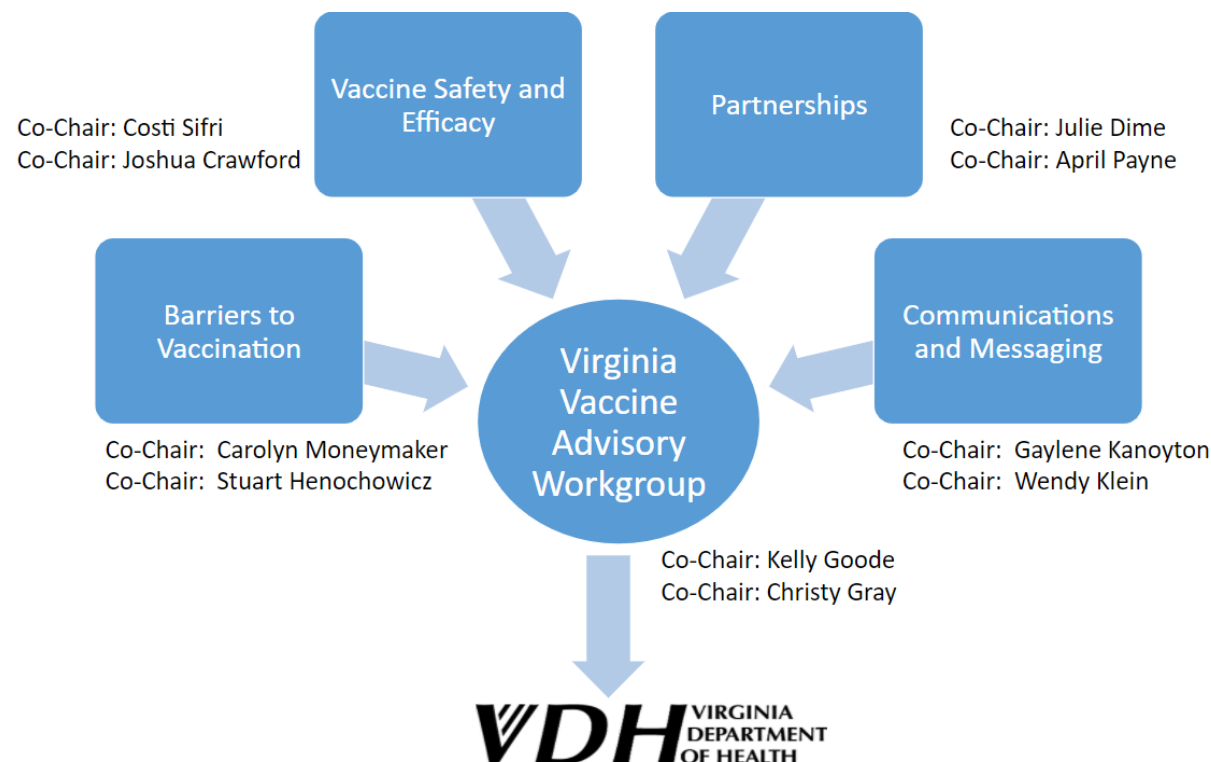 Vaccine Safety and
Efficacy
Partnerships
Co-Chair: Costi Sifri
Co-Chair: Joshua Crawford
Co-Chair: Julie Dime
Co-Chair: April Payne
Barriers to
Vaccination
Communications
and Messaging
Virginia
Vaccine
Advisory
Workgroup
Co-Chair:  Carolyn Moneymaker
Co-Chair:  Stuart Henochowicz
Co-Chair:  Gaylene Kanoyton
Co-Chair:  Wendy Klein
Co-Chair: Kelly Goode
Co-Chair: Christy Gray
VDH
VIRGINIA
DEPARTMENT
OF HEALTH